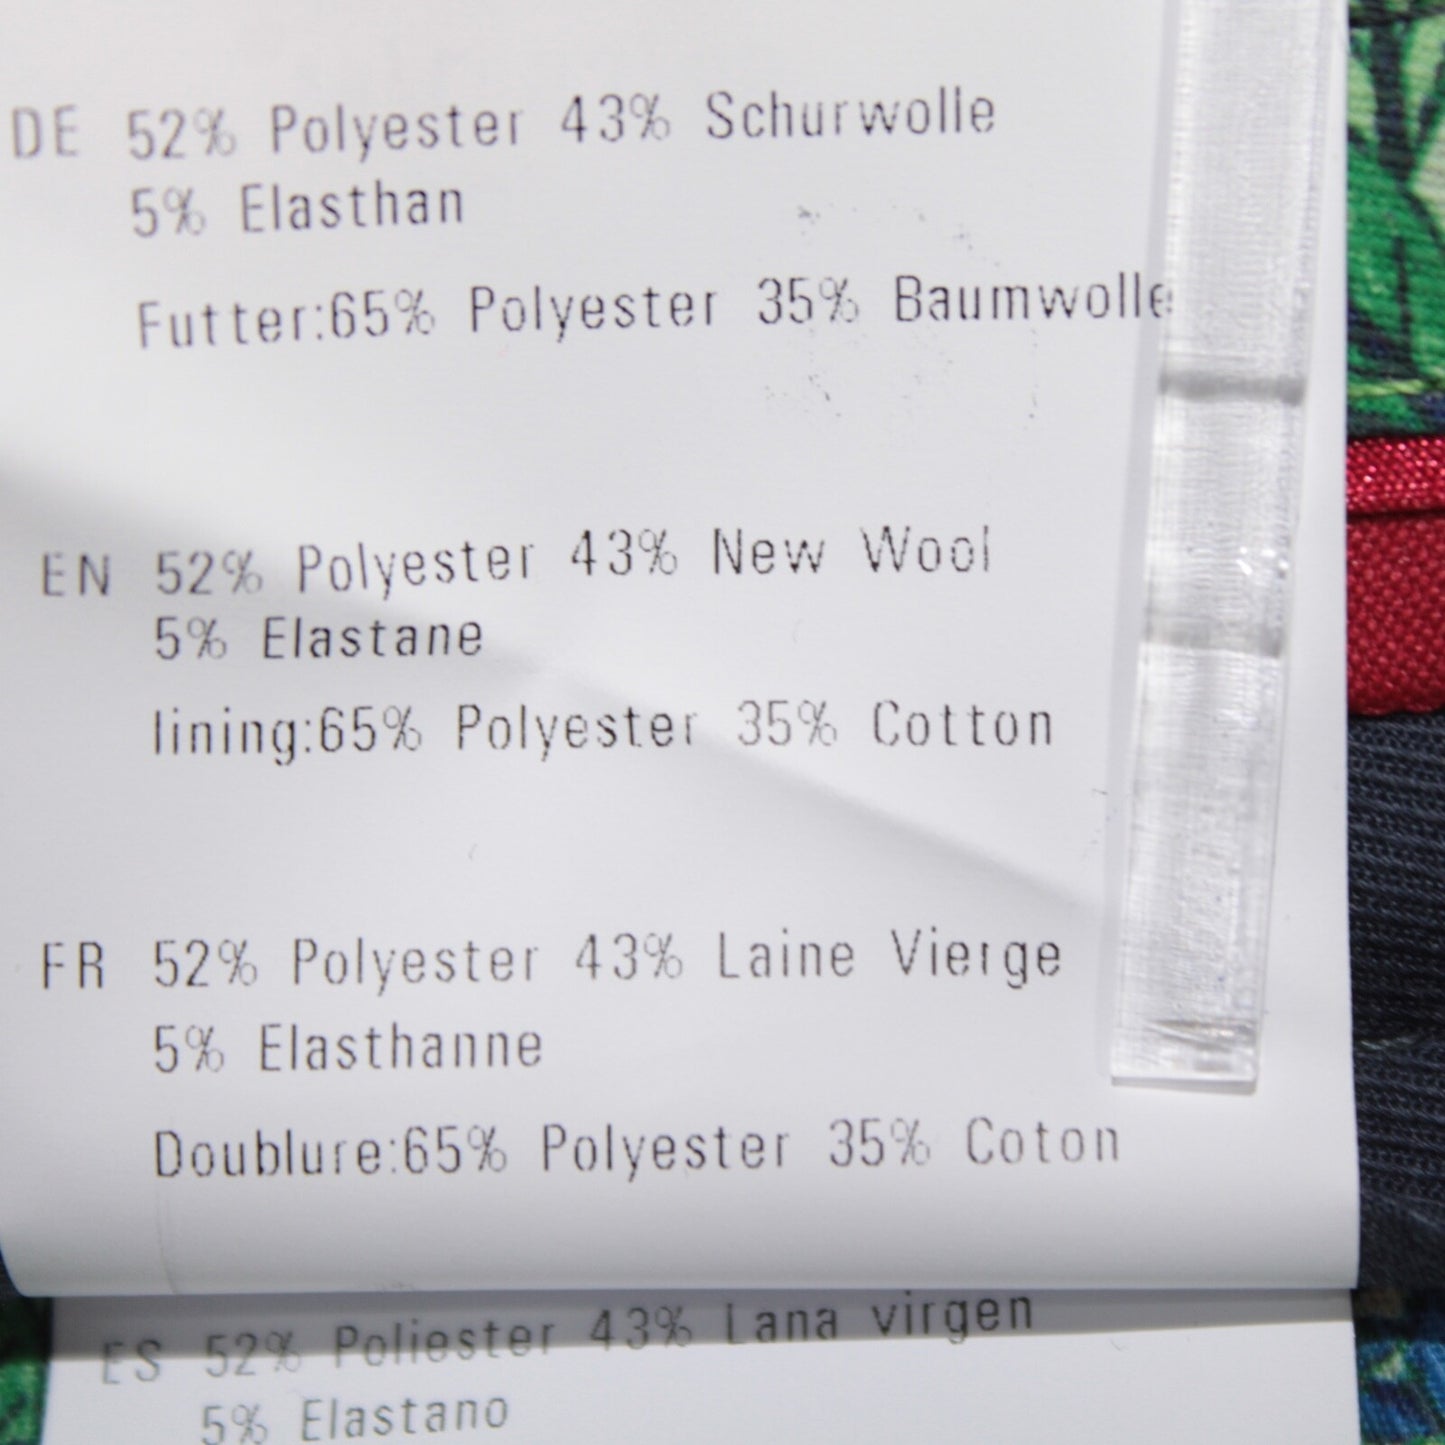 DE 52% Polyester 43% Schurwolle
5% Elasthan
Futter:65% Polyester 35% Baumwolle
EN 52% Polyester 43% New Wool
5% Elastane
lining:65% Polyester 35% Cotton
FR 52% Polyester 43% Laine Vierge
5% Elasthanne
Doublure:65% Polyester 35% Coton
ES 52% Poliester 43% Lana virgen
5% Elastano